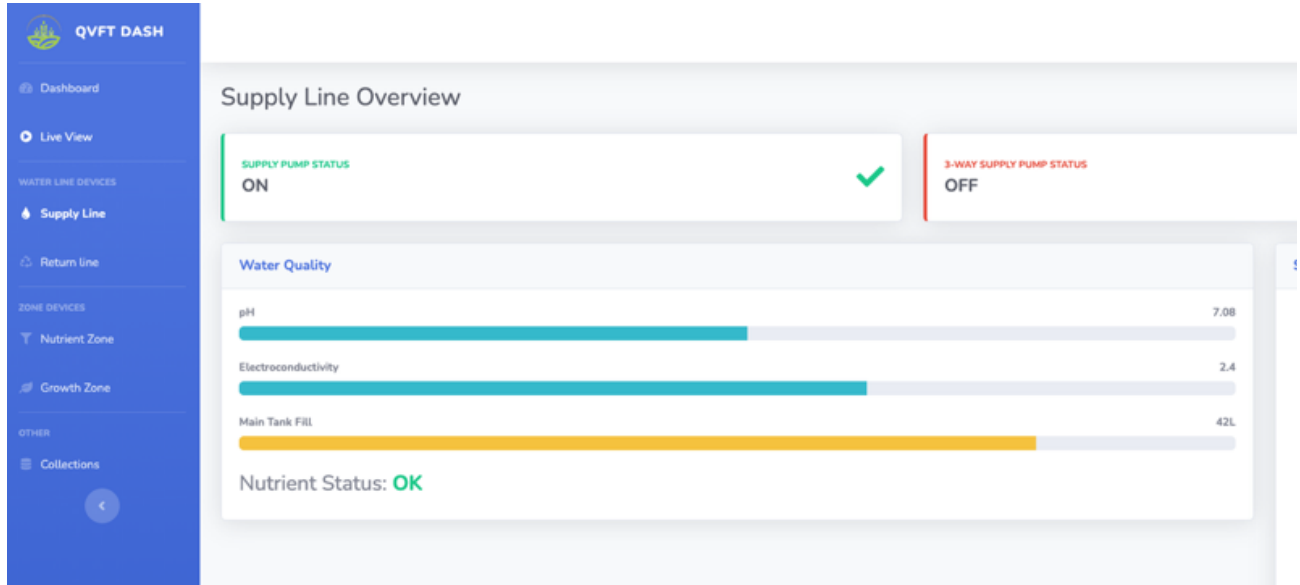 QVFT DASH
Dashboard
Live View
WATER LINE DEVICES
Supply Line
Return line
ZONE DEVICES
Nutrient Zone
Growth Zone
OTHER
Collections
Supply Line Overview
SUPPLY PUMP STATUS
ON
3-WAY SUPPLY PUMP STATUS
OFF
Water Quality
pH 7.08
Electroconductivity 2.4
Main Tank Fill 42L
Nutrient Status: OK